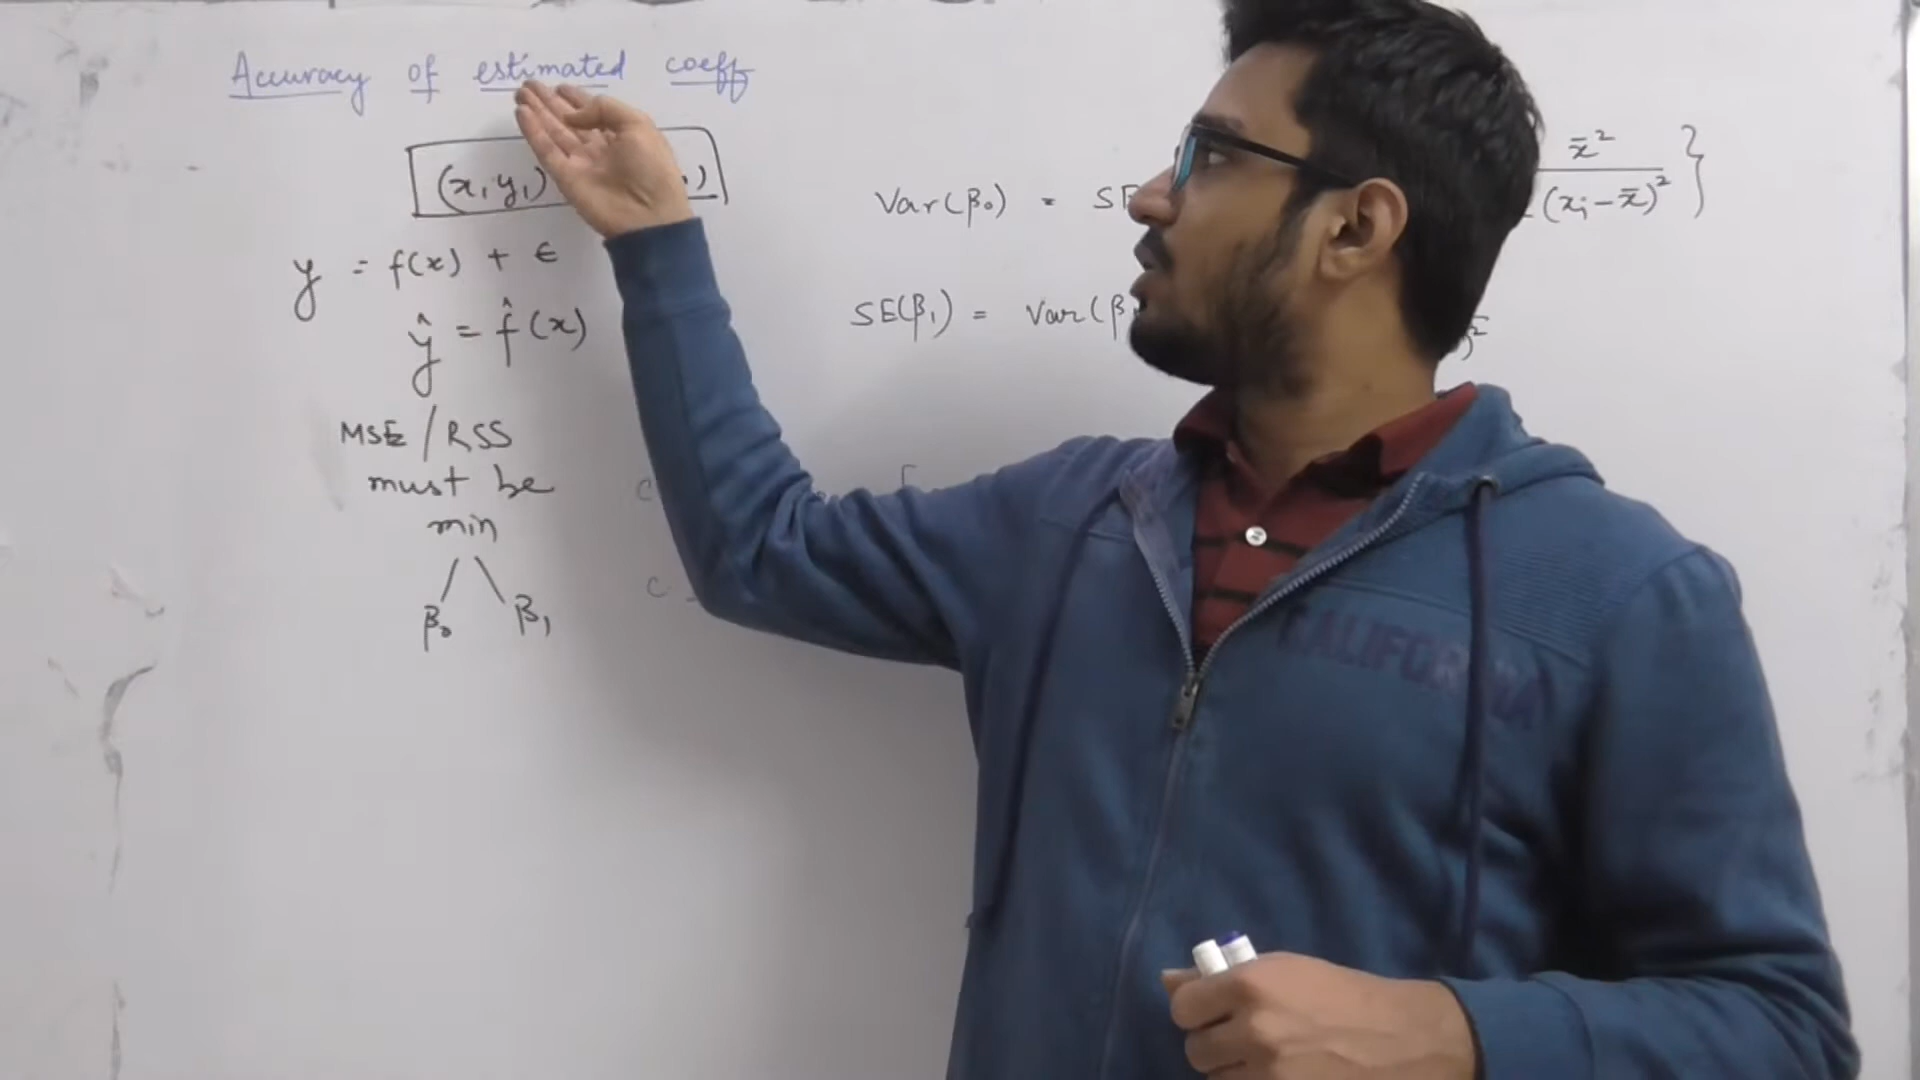 Accuracy of estimated coeff
(x₁ y₁)
y = f(x) + ϵ
ŷ = f̂(x)
MSE / RSS
must be
min
β₀ β₁
Var(β₀) = SE
x̄²
(xᵢ - x̄)² }
SE(β₁) = Var(β
CALIFORNIA